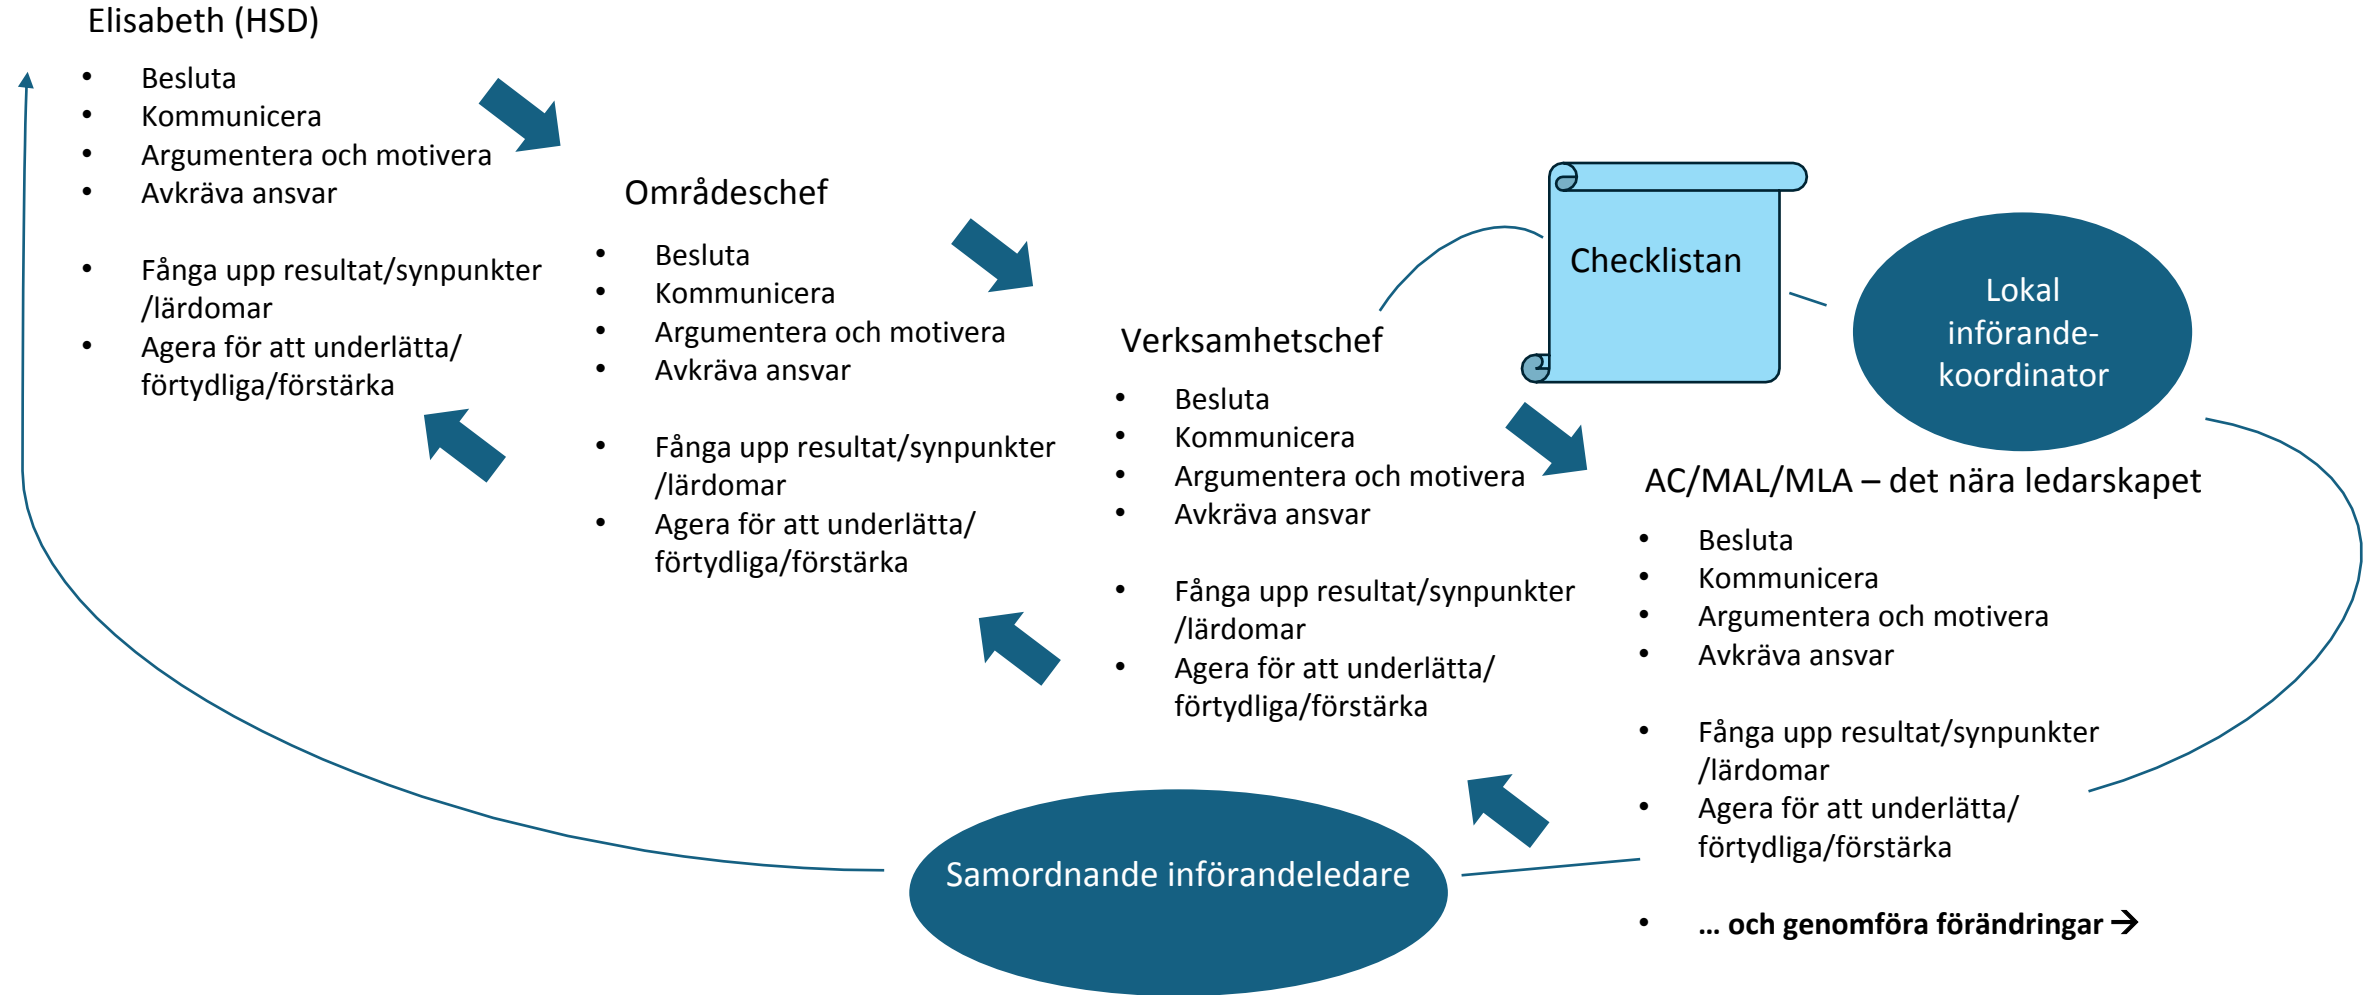 Elisabeth (HSD)
• Besluta
• Kommunicera
• Argumentera och motivera
• Avkräva ansvar
• Fånga upp resultat/synpunkter
/lärdomar
• Agera för att underlätta/
förtydliga/förstärka
Områdeschef
• Besluta
• Kommunicera
• Argumentera och motivera
• Avkräva ansvar
• Fånga upp resultat/synpunkter
/lärdomar
• Agera för att underlätta/
förtydliga/förstärka
Verksamhetschef
• Besluta
• Kommunicera
• Argumentera och motivera
• Avkräva ansvar
• Fånga upp resultat/synpunkter
/lärdomar
• Agera för att underlätta/
förtydliga/förstärka
Checklistan
Lokal
införande-
koordinator
AC/MAL/MLA – det nära ledarskapet
• Besluta
• Kommunicera
• Argumentera och motivera
• Avkräva ansvar
• Fånga upp resultat/synpunkter
/lärdomar
• Agera för att underlätta/
förtydliga/förstärka
• … och genomföra förändringar →
Samordnande införandeledare